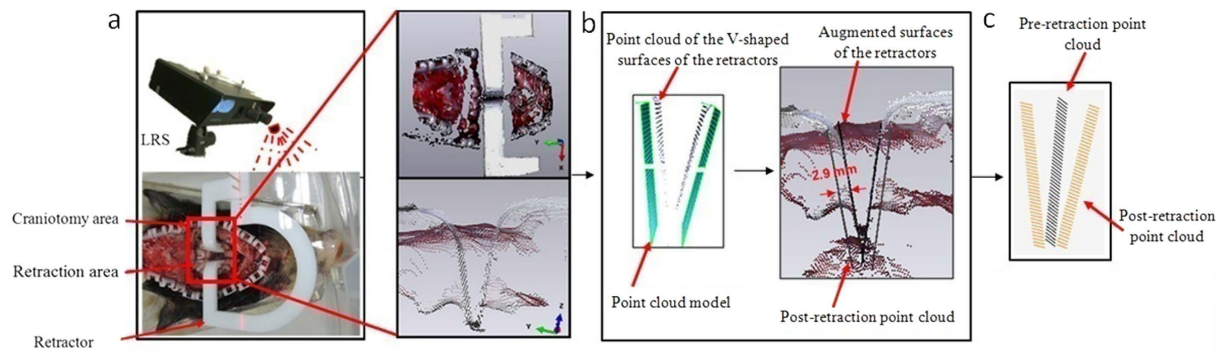 a
LRS
Craniotomy area
Retraction area
Retractor
Y
X
Z
Y
b
Point cloud of the V-shaped
surfaces of the retractors
Augmented surfaces
of the retractors
2.9 mm
Point cloud model
Post-retraction point cloud
c
Pre-retraction point
cloud
Post-retraction
point cloud